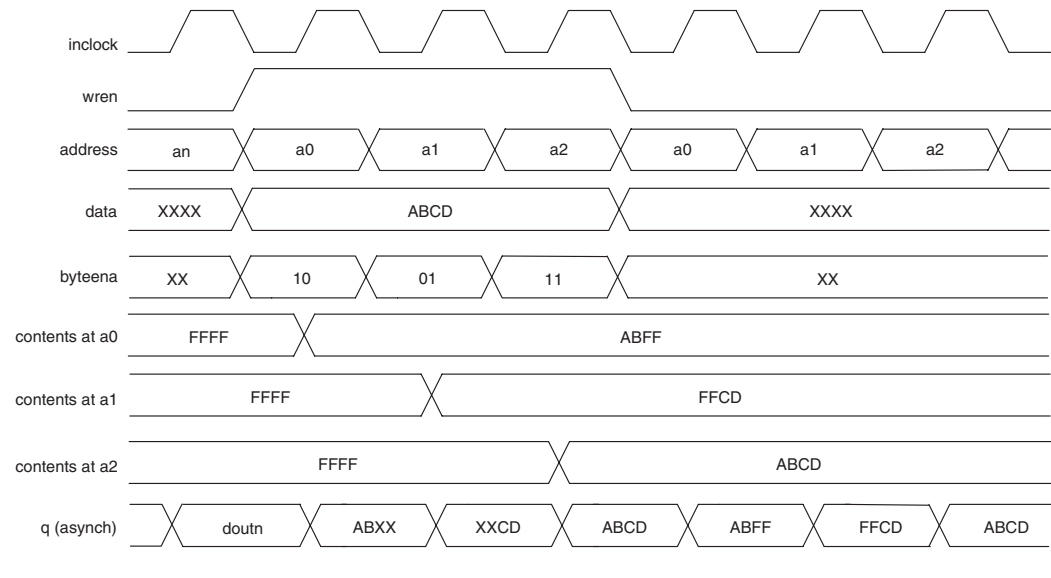 inclock
wren
address an a0 a1 a2 a0 a1 a2
data XXXX ABCD XXXX
byteena XX 10 01 11 XX
contents at a0 FFFF ABFF
contents at a1 FFFF FFCD
contents at a2 FFFF ABCD
q (asynch) doutn ABXX XXCD ABCD ABFF FFCD ABCD